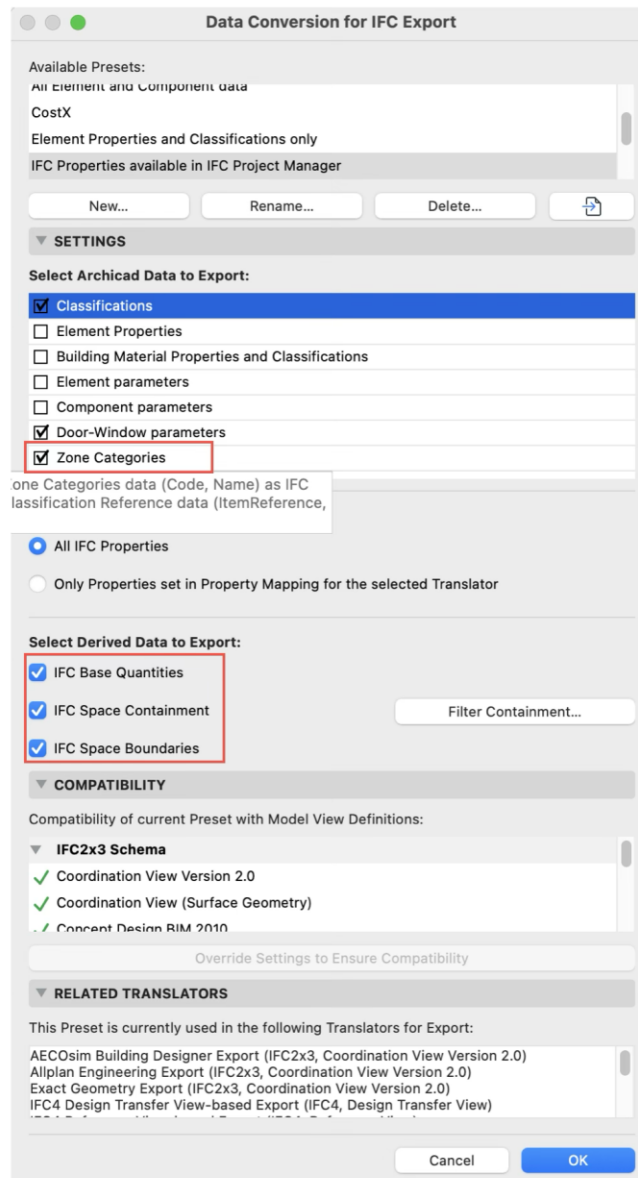 Data Conversion for IFC Export
Available Presets:
All Element and Component data
CostX
Element Properties and Classifications only
IFC Properties available in IFC Project Manager
New...
Rename...
Delete...
SETTINGS
Select Archicad Data to Export:
Classifications
Element Properties
Building Material Properties and Classifications
Element parameters
Component parameters
Door-Window parameters
Zone Categories
one Categories data (Code, Name) as IFC
lassification Reference data (ItemReference,
All IFC Properties
Only Properties set in Property Mapping for the selected Translator
Select Derived Data to Export:
IFC Base Quantities
IFC Space Containment
Filter Containment...
IFC Space Boundaries
COMPATIBILITY
Compatibility of current Preset with Model View Definitions:
IFC2x3 Schema
Coordination View Version 2.0
Coordination View (Surface Geometry)
Concept Design BIM 2010
Override Settings to Ensure Compatibility
RELATED TRANSLATORS
This Preset is currently used in the following Translators for Export:
AECOsim Building Designer Export (IFC2x3, Coordination View Version 2.0)
Allplan Engineering Export (IFC2x3, Coordination View Version 2.0)
Exact Geometry Export (IFC2x3, Coordination View Version 2.0)
IFC4 Design Transfer View-based Export (IFC4, Design Transfer View)
Cancel
OK